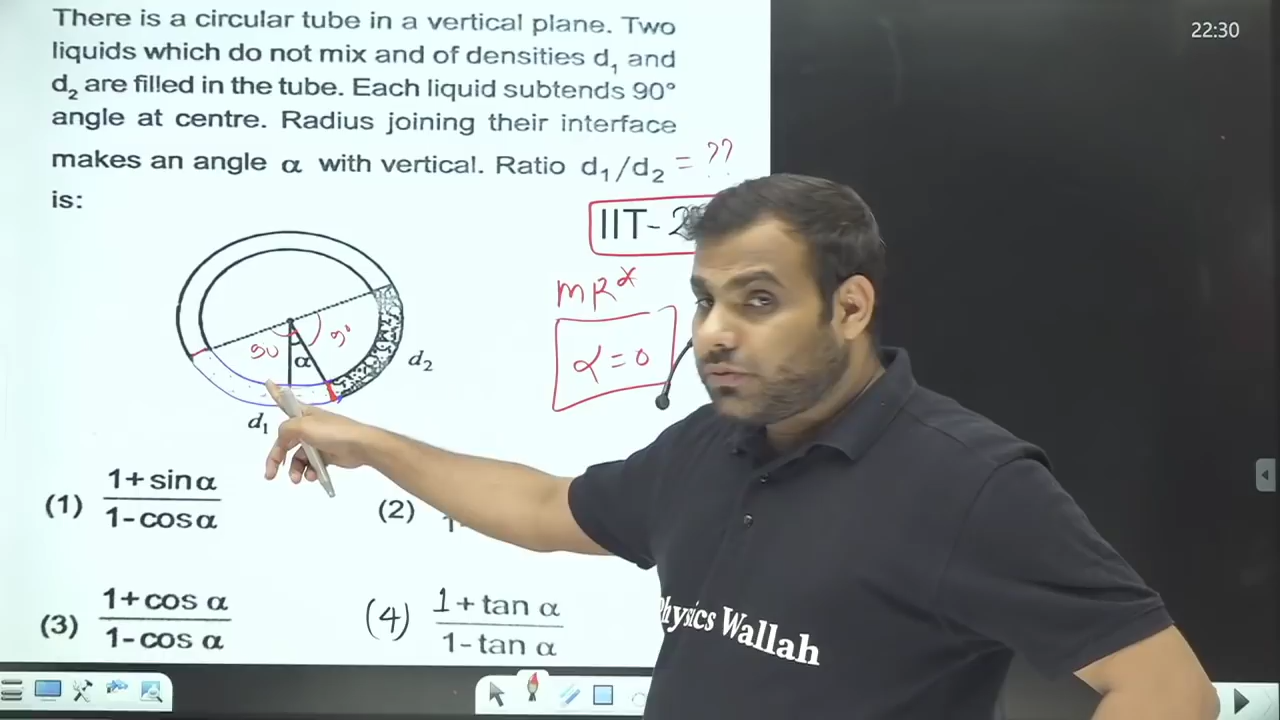 There is a circular tube in a vertical plane. Two
liquids which do not mix and of densities d₁ and
d₂ are filled in the tube. Each liquid subtends 90°
angle at centre. Radius joining their interface
makes an angle α with vertical. Ratio d₁/d₂ = ??
is:
22:30
IIT-
MR*
α = 0
90
α
d₂
d₁
(1) 1+sinα
1-cosα
(2)
(3) 1+cos α
1-cos α
(4) 1+tan α
1-tan α
Physics Wallah